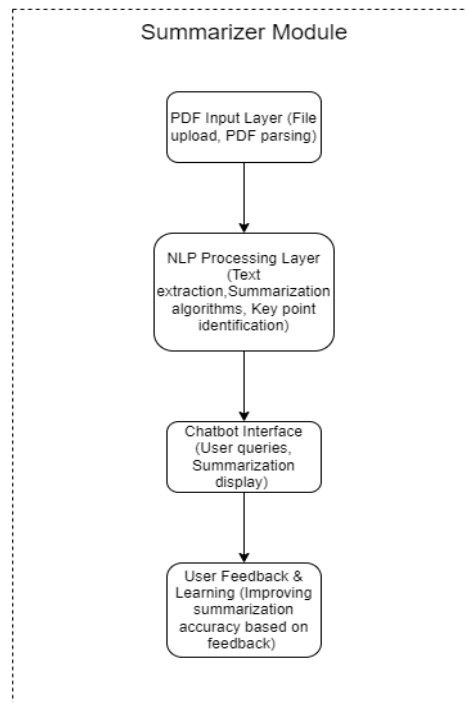 Summarizer Module
PDF Input Layer (File
upload, PDF parsing)
NLP Processing Layer
(Text
extraction,Summarization
algorithms, Key point
identification)
Chatbot Interface
(User queries,
Summarization
display)
User Feedback &
Learning (Improving
summarization
accuracy based on
feedback)